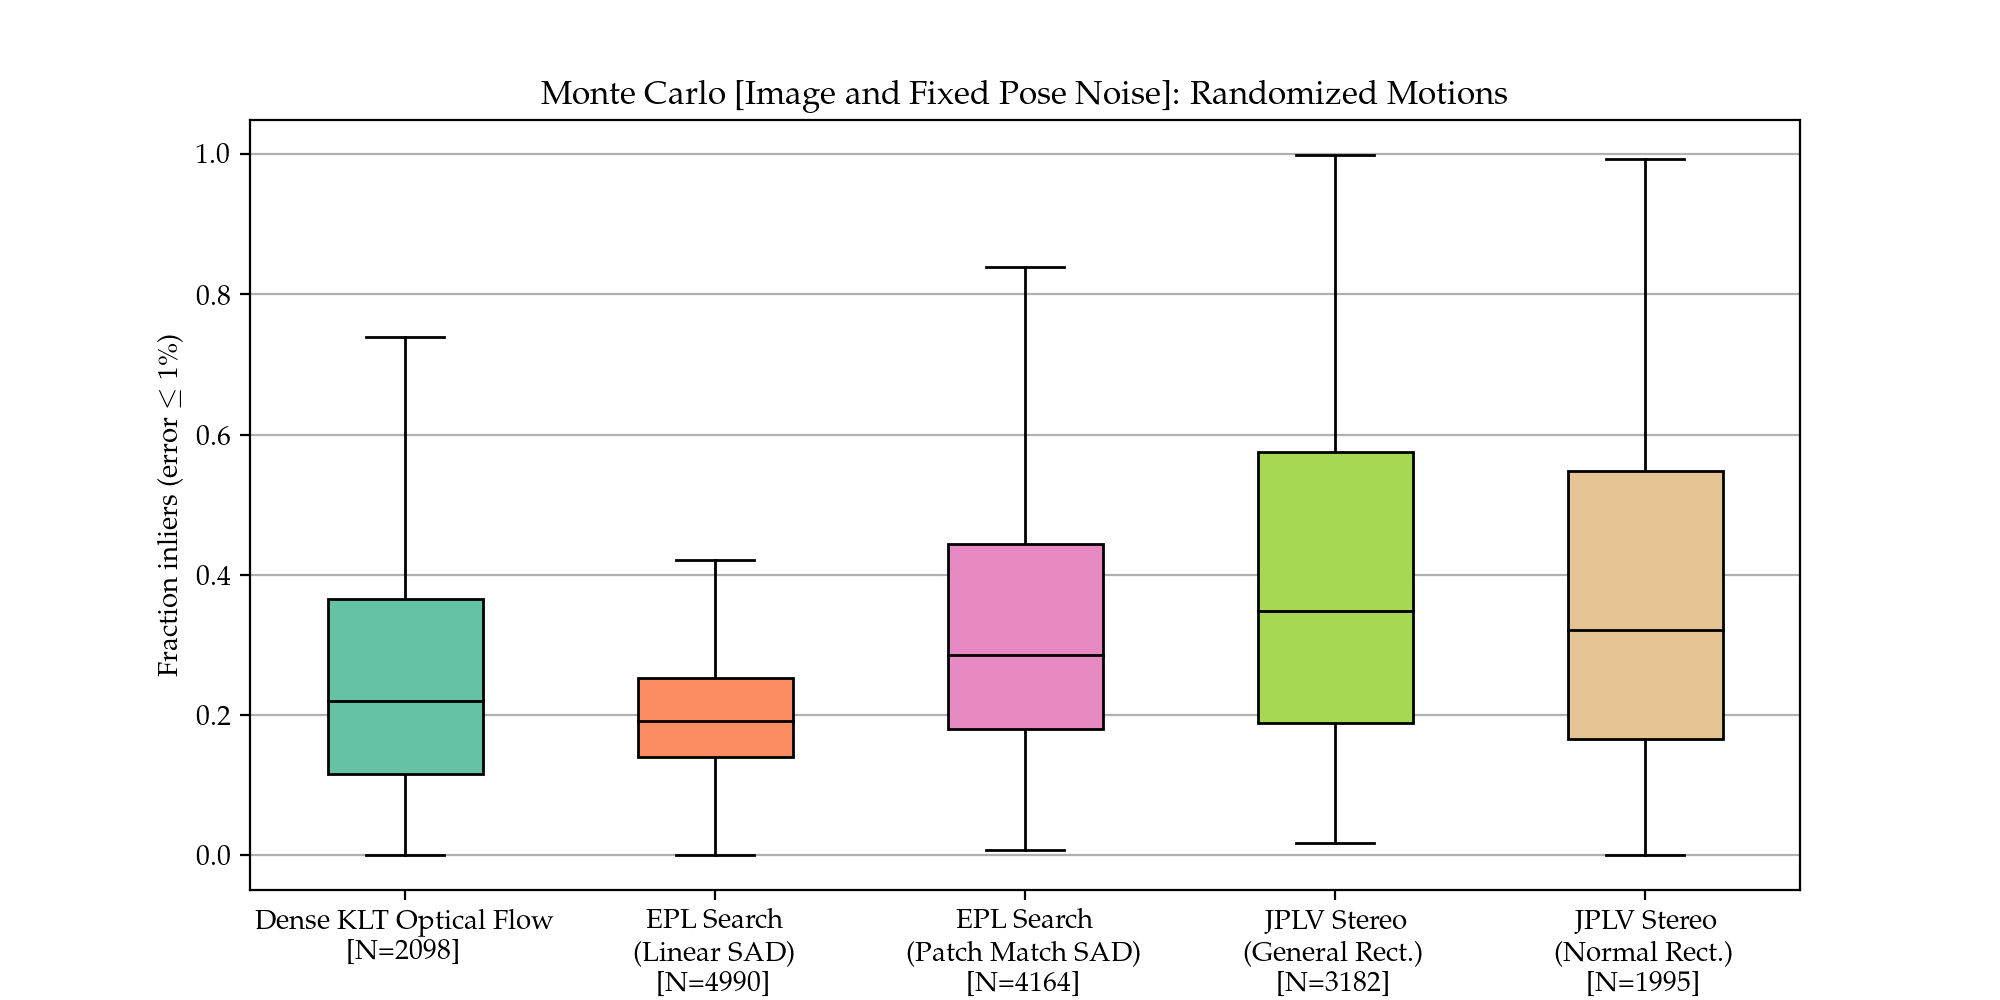 Monte Carlo [Image and Fixed Pose Noise]: Randomized Motions
Fraction inliers (error ≤ 1%)
1.0
0.8
0.6
0.4
0.2
0.0
Dense KLT Optical Flow
[N=2098]
EPL Search
(Linear SAD)
[N=4990]
EPL Search
(Patch Match SAD)
[N=4164]
JPLV Stereo
(General Rect.)
[N=3182]
JPLV Stereo
(Normal Rect.)
[N=1995]